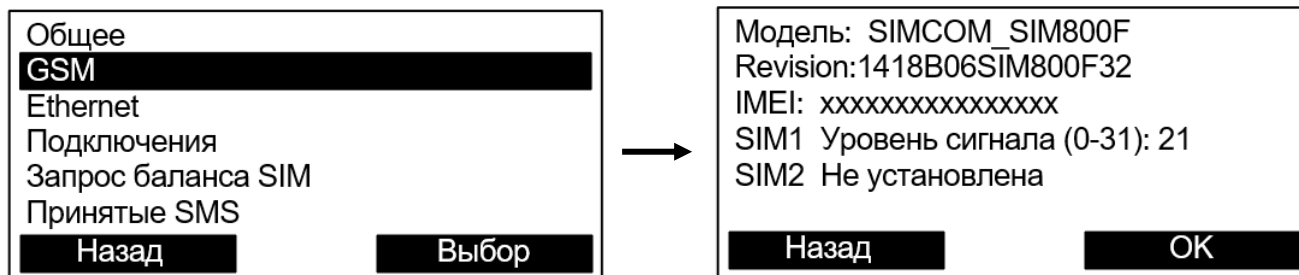 Общее
GSM
Ethernet
Подключения
Запрос баланса SIM
Принятые SMS
Назад Выбор
Модель: SIMCOM_SIM800F
Revision:1418B06SIM800F32
IMEI: xxxxxxxxxxxxxxxx
SIM1 Уровень сигнала (0-31): 21
SIM2 Не установлена
Назад OK